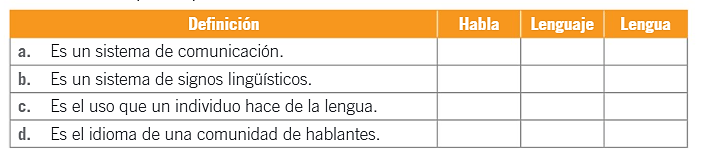 Definición Habla Lenguaje Lengua
a. Es un sistema de comunicación.
b. Es un sistema de signos lingüísticos.
c. Es el uso que un individuo hace de la lengua.
d. Es el idioma de una comunidad de hablantes.